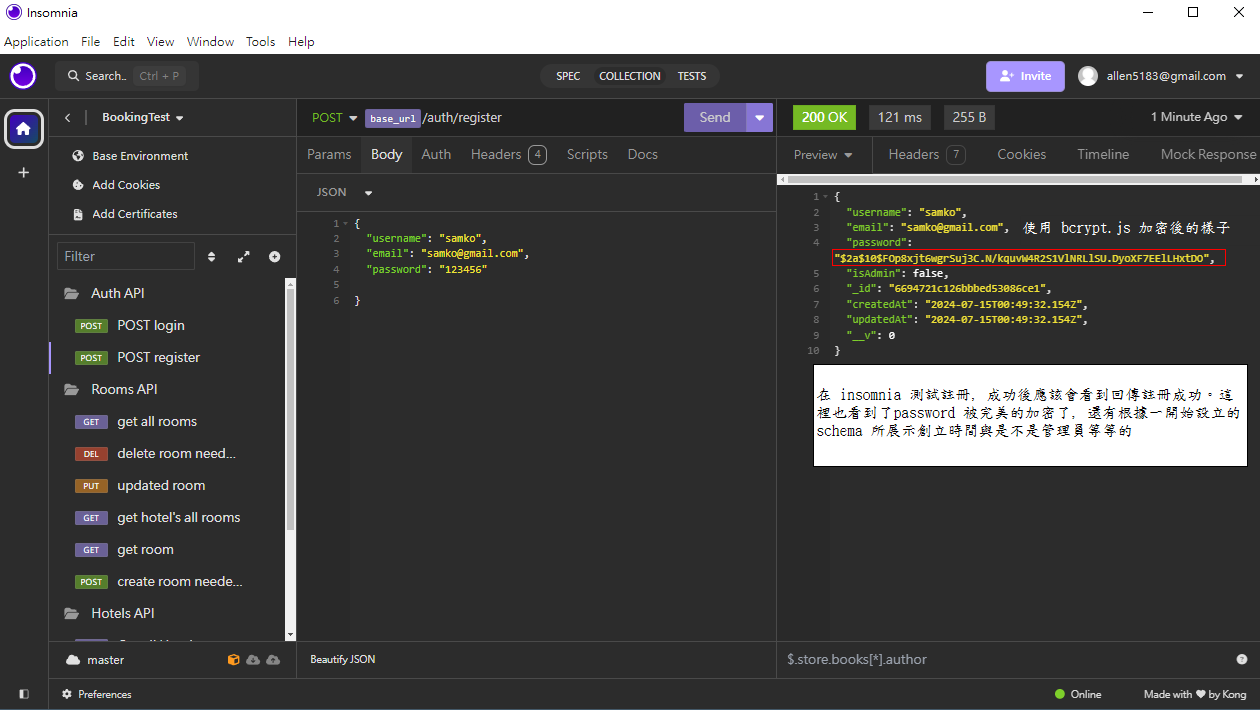 Insomnia
Application File Edit View Window Tools Help
Search.. Ctrl + P
SPEC COLLECTION TESTS
Invite
allen5183@gmail.com
BookingTest
Base Environment
Add Cookies
Add Certificates
Filter
Auth API
POST POST login
POST POST register
Rooms API
GET get all rooms
DEL delete room need...
PUT updated room
GET get hotel's all rooms
GET get room
POST create room neede...
Hotels API
master
Preferences
POST base_url/auth/register
Send
Params Body Auth Headers 4 Scripts Docs
JSON
1 {
2 "username": "samko",
3 "email": "samko@gmail.com",
4 "password": "123456"
5
6 }
Beautify JSON
200 OK 121 ms 255 B
1 Minute Ago
Preview Headers 7 Cookies Timeline Mock Response
1 {
2 "username": "samko",
3 "email": "samko@gmail.com", 使用 bcrypt.js 加密後的樣子
4 "password":
"$2a$10$FOp8xjt6wgrSuj3C.N/kquvW4R2S1VlNRLlSU.DyoXF7EElLHxtDO",
5 "isAdmin": false,
6 "_id": "6694721c126bbbed53086ce1",
7 "createdAt": "2024-07-15T00:49:32.154Z",
8 "updatedAt": "2024-07-15T00:49:32.154Z",
9 "__v": 0
10 }
在 insomnia 測試註冊, 成功後應該會看到回傳註冊成功。這
裡也看到了password 被完美的加密了, 還有根據一開始設立的
schema 所展示創立時間與是不是管理員等等的
$.store.books[*].author
Online
Made with ❤ by Kong